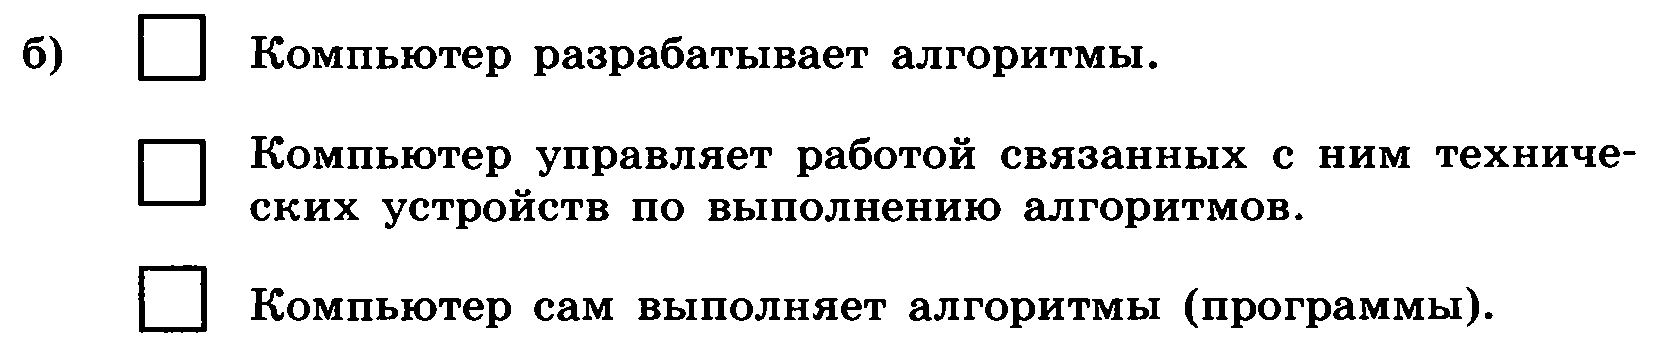 б) Компьютер разрабатывает алгоритмы.
Компьютер управляет работой связанных с ним техниче-
ских устройств по выполнению алгоритмов.
Компьютер сам выполняет алгоритмы (программы).